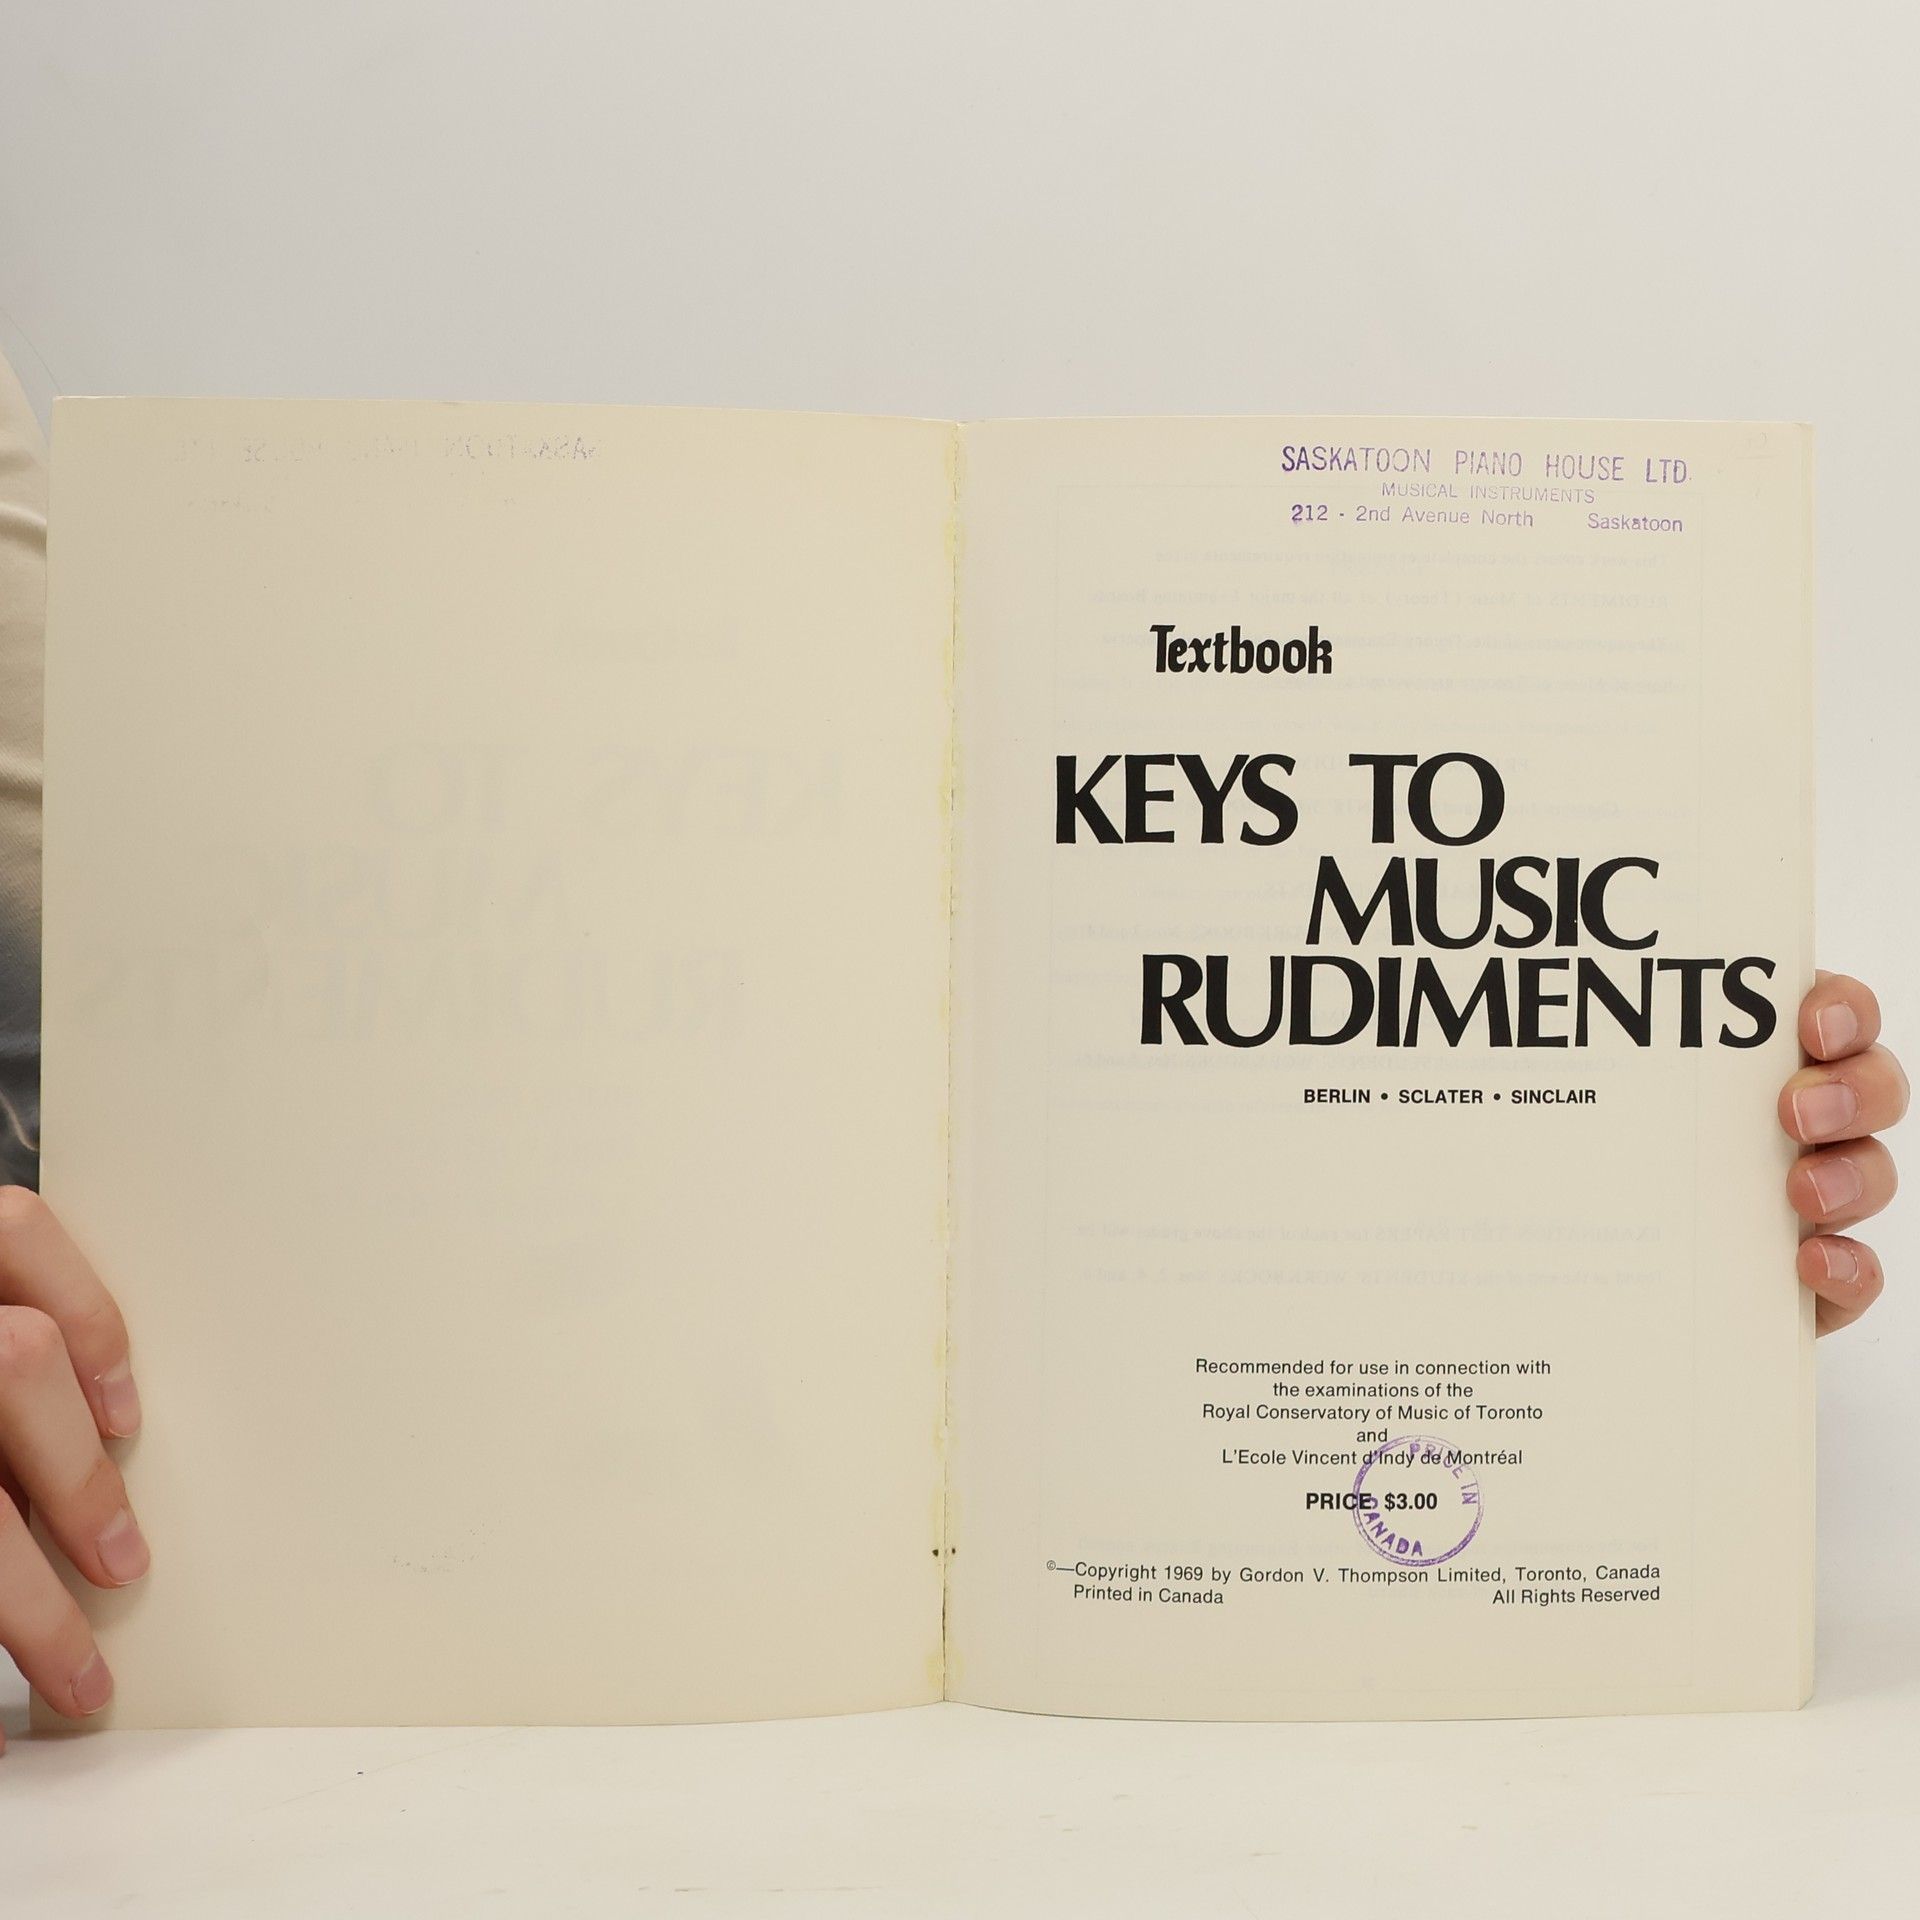 SASKATOON PIANO HOUSE LTD.
MUSICAL INSTRUMENTS
212 - 2nd Avenue North Saskatoon
Textbook
KEYS TO
MUSIC
RUDIMENTS
BERLIN • SCLATER • SINCLAIR
Recommended for use in connection with
the examinations of the
Royal Conservatory of Music of Toronto
and
L'Ecole Vincent d'Indy de Montréal
PRICE $3.00
PRICE IN
CANADA
©—Copyright 1969 by Gordon V. Thompson Limited, Toronto, Canada
Printed in Canada All Rights Reserved